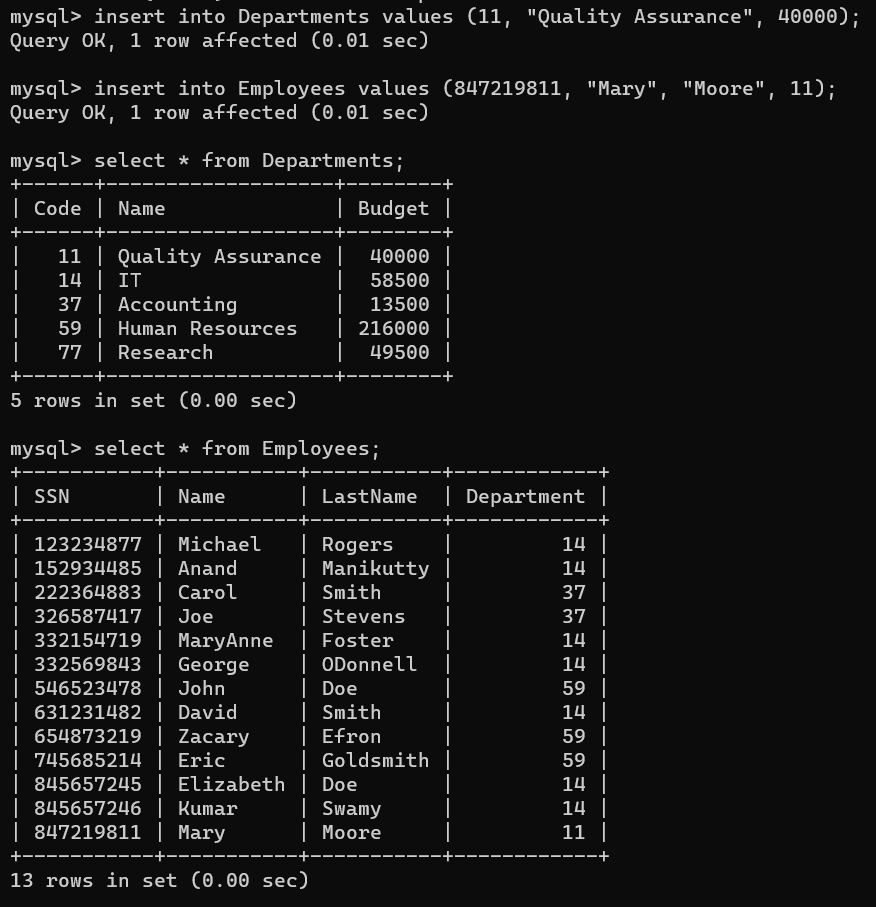 mysql> insert into Departments values (11, "Quality Assurance", 40000);
Query OK, 1 row affected (0.01 sec)

mysql> insert into Employees values (847219811, "Mary", "Moore", 11);
Query OK, 1 row affected (0.01 sec)

mysql> select * from Departments;
+------+-------------------+--------+
| Code | Name              | Budget |
+------+-------------------+--------+
|   11 | Quality Assurance |  40000 |
|   14 | IT                |  58500 |
|   37 | Accounting        |  13500 |
|   59 | Human Resources   | 216000 |
|   77 | Research          |  49500 |
+------+-------------------+--------+
5 rows in set (0.00 sec)

mysql> select * from Employees;
+-----------+-----------+-----------+------------+
| SSN       | Name      | LastName  | Department |
+-----------+-----------+-----------+------------+
| 123234877 | Michael   | Rogers    |         14 |
| 152934485 | Anand     | Manikutty |         14 |
| 222364883 | Carol     | Smith     |         37 |
| 326587417 | Joe       | Stevens   |         37 |
| 332154719 | MaryAnne  | Foster    |         14 |
| 332569843 | George    | ODonnell  |         14 |
| 546523478 | John      | Doe       |         59 |
| 631231482 | David     | Smith     |         14 |
| 654873219 | Zacary    | Efron     |         59 |
| 745685214 | Eric      | Goldsmith |         59 |
| 845657245 | Elizabeth | Doe       |         14 |
| 845657246 | Kumar     | Swamy     |         14 |
| 847219811 | Mary      | Moore     |         11 |
+-----------+-----------+-----------+------------+
13 rows in set (0.00 sec)